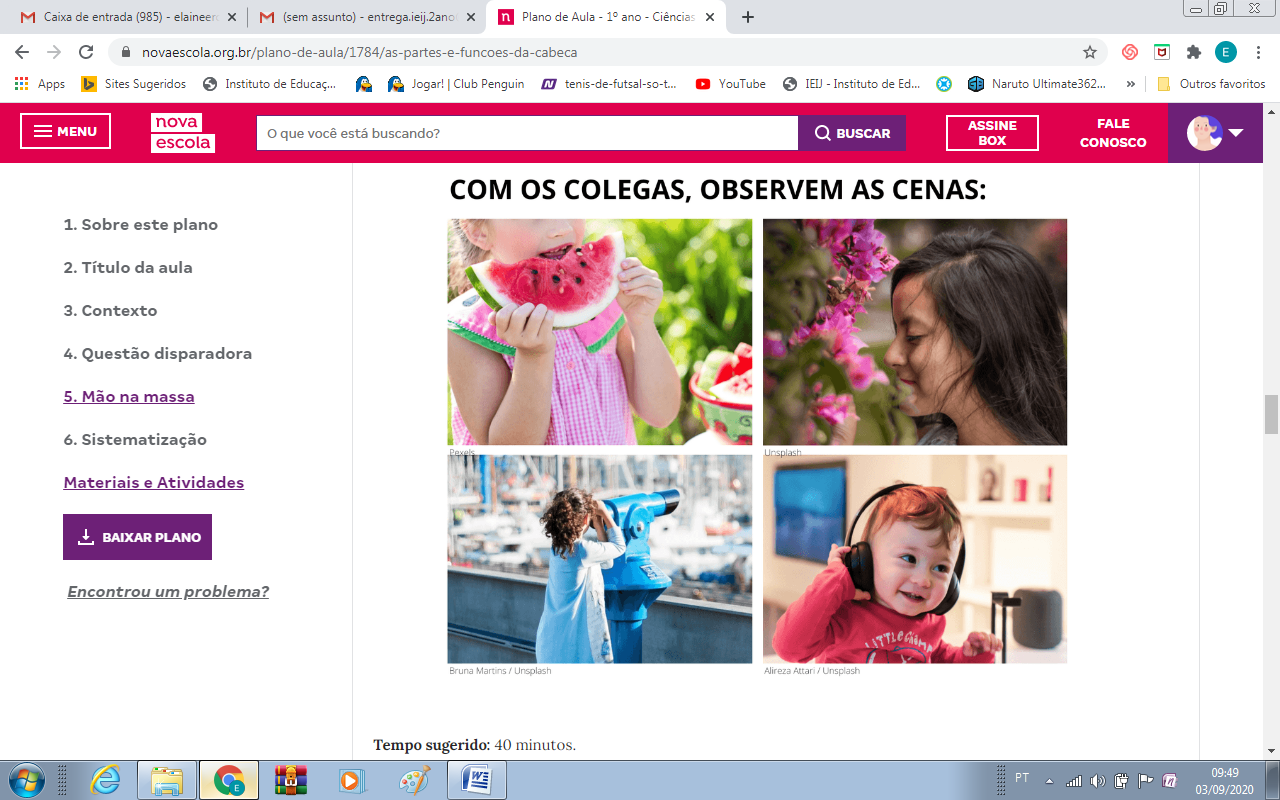 Caixa de entrada (985) - elaineer
(sem assunto) - entrega.ieij.2ano
Plano de Aula - 1º ano - Ciências
novaescola.org.br/plano-de-aula/1784/as-partes-e-funcoes-da-cabeca
E
Apps
Sites Sugeridos
Instituto de Educaç...
Jogar! | Club Penguin
tenis-de-futsal-so-t...
YouTube
IEIJ - Instituto de Ed...
Naruto Ultimate362...
»
Outros favoritos
MENU
nova
escola
O que você está buscando?
BUSCAR
ASSINE
BOX
FALE
CONOSCO
1. Sobre este plano
2. Título da aula
3. Contexto
4. Questão disparadora
5. Mão na massa
6. Sistematização
Materiais e Atividades
BAIXAR PLANO
Encontrou um problema?
COM OS COLEGAS, OBSERVEM AS CENAS:
Pexels
Unsplash
Bruna Martins / Unsplash
Alireza Attari / Unsplash
Tempo sugerido: 40 minutos.
PT
09:49
03/09/2020